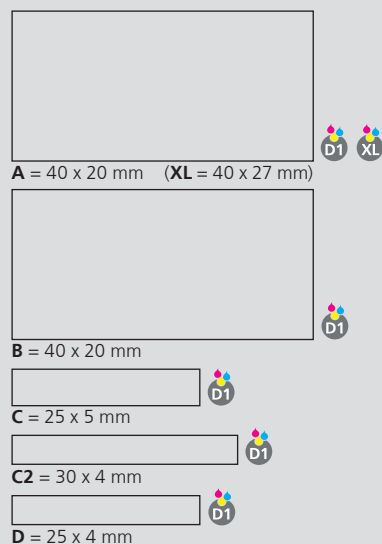 D1 XL
A = 40 x 20 mm (XL = 40 x 27 mm)
D1
B = 40 x 20 mm
D1
C = 25 x 5 mm
D1
C2 = 30 x 4 mm
D1
D = 25 x 4 mm